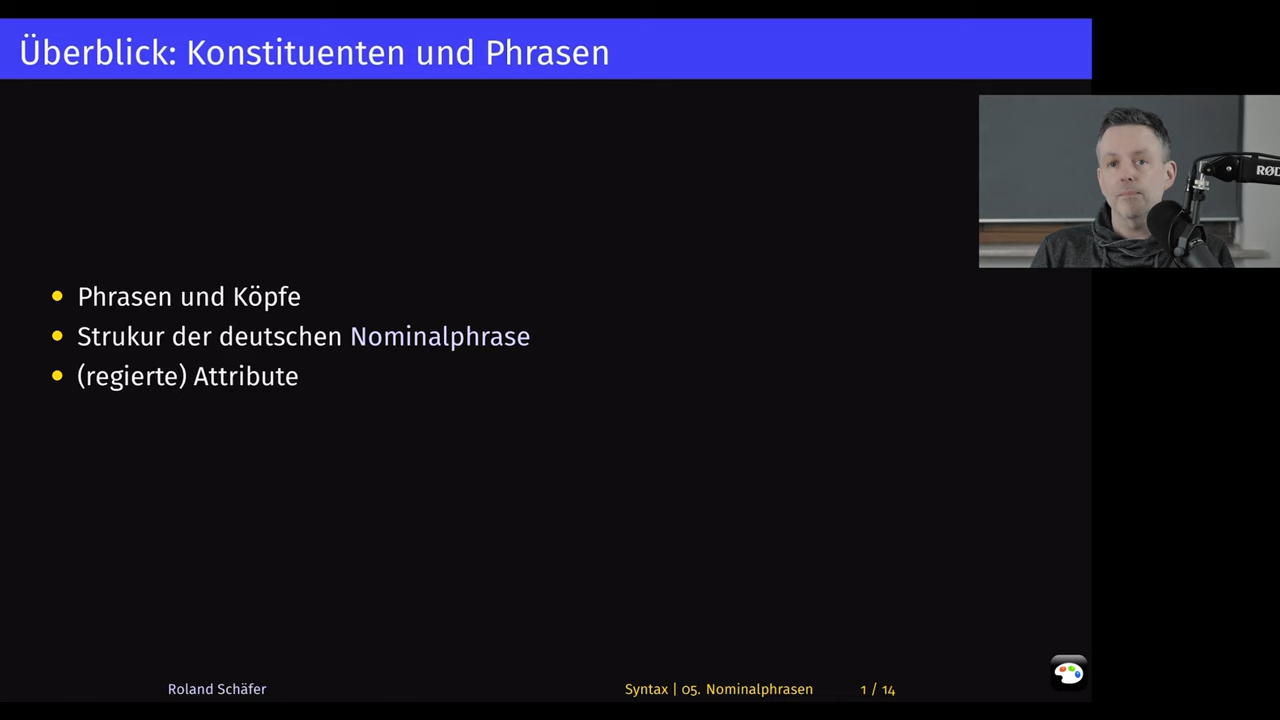 Überblick: Konstituenten und Phrasen
RØD
Phrasen und Köpfe
Strukur der deutschen Nominalphrase
(regierte) Attribute
Roland Schäfer
Syntax | 05. Nominalphrasen
1 / 14